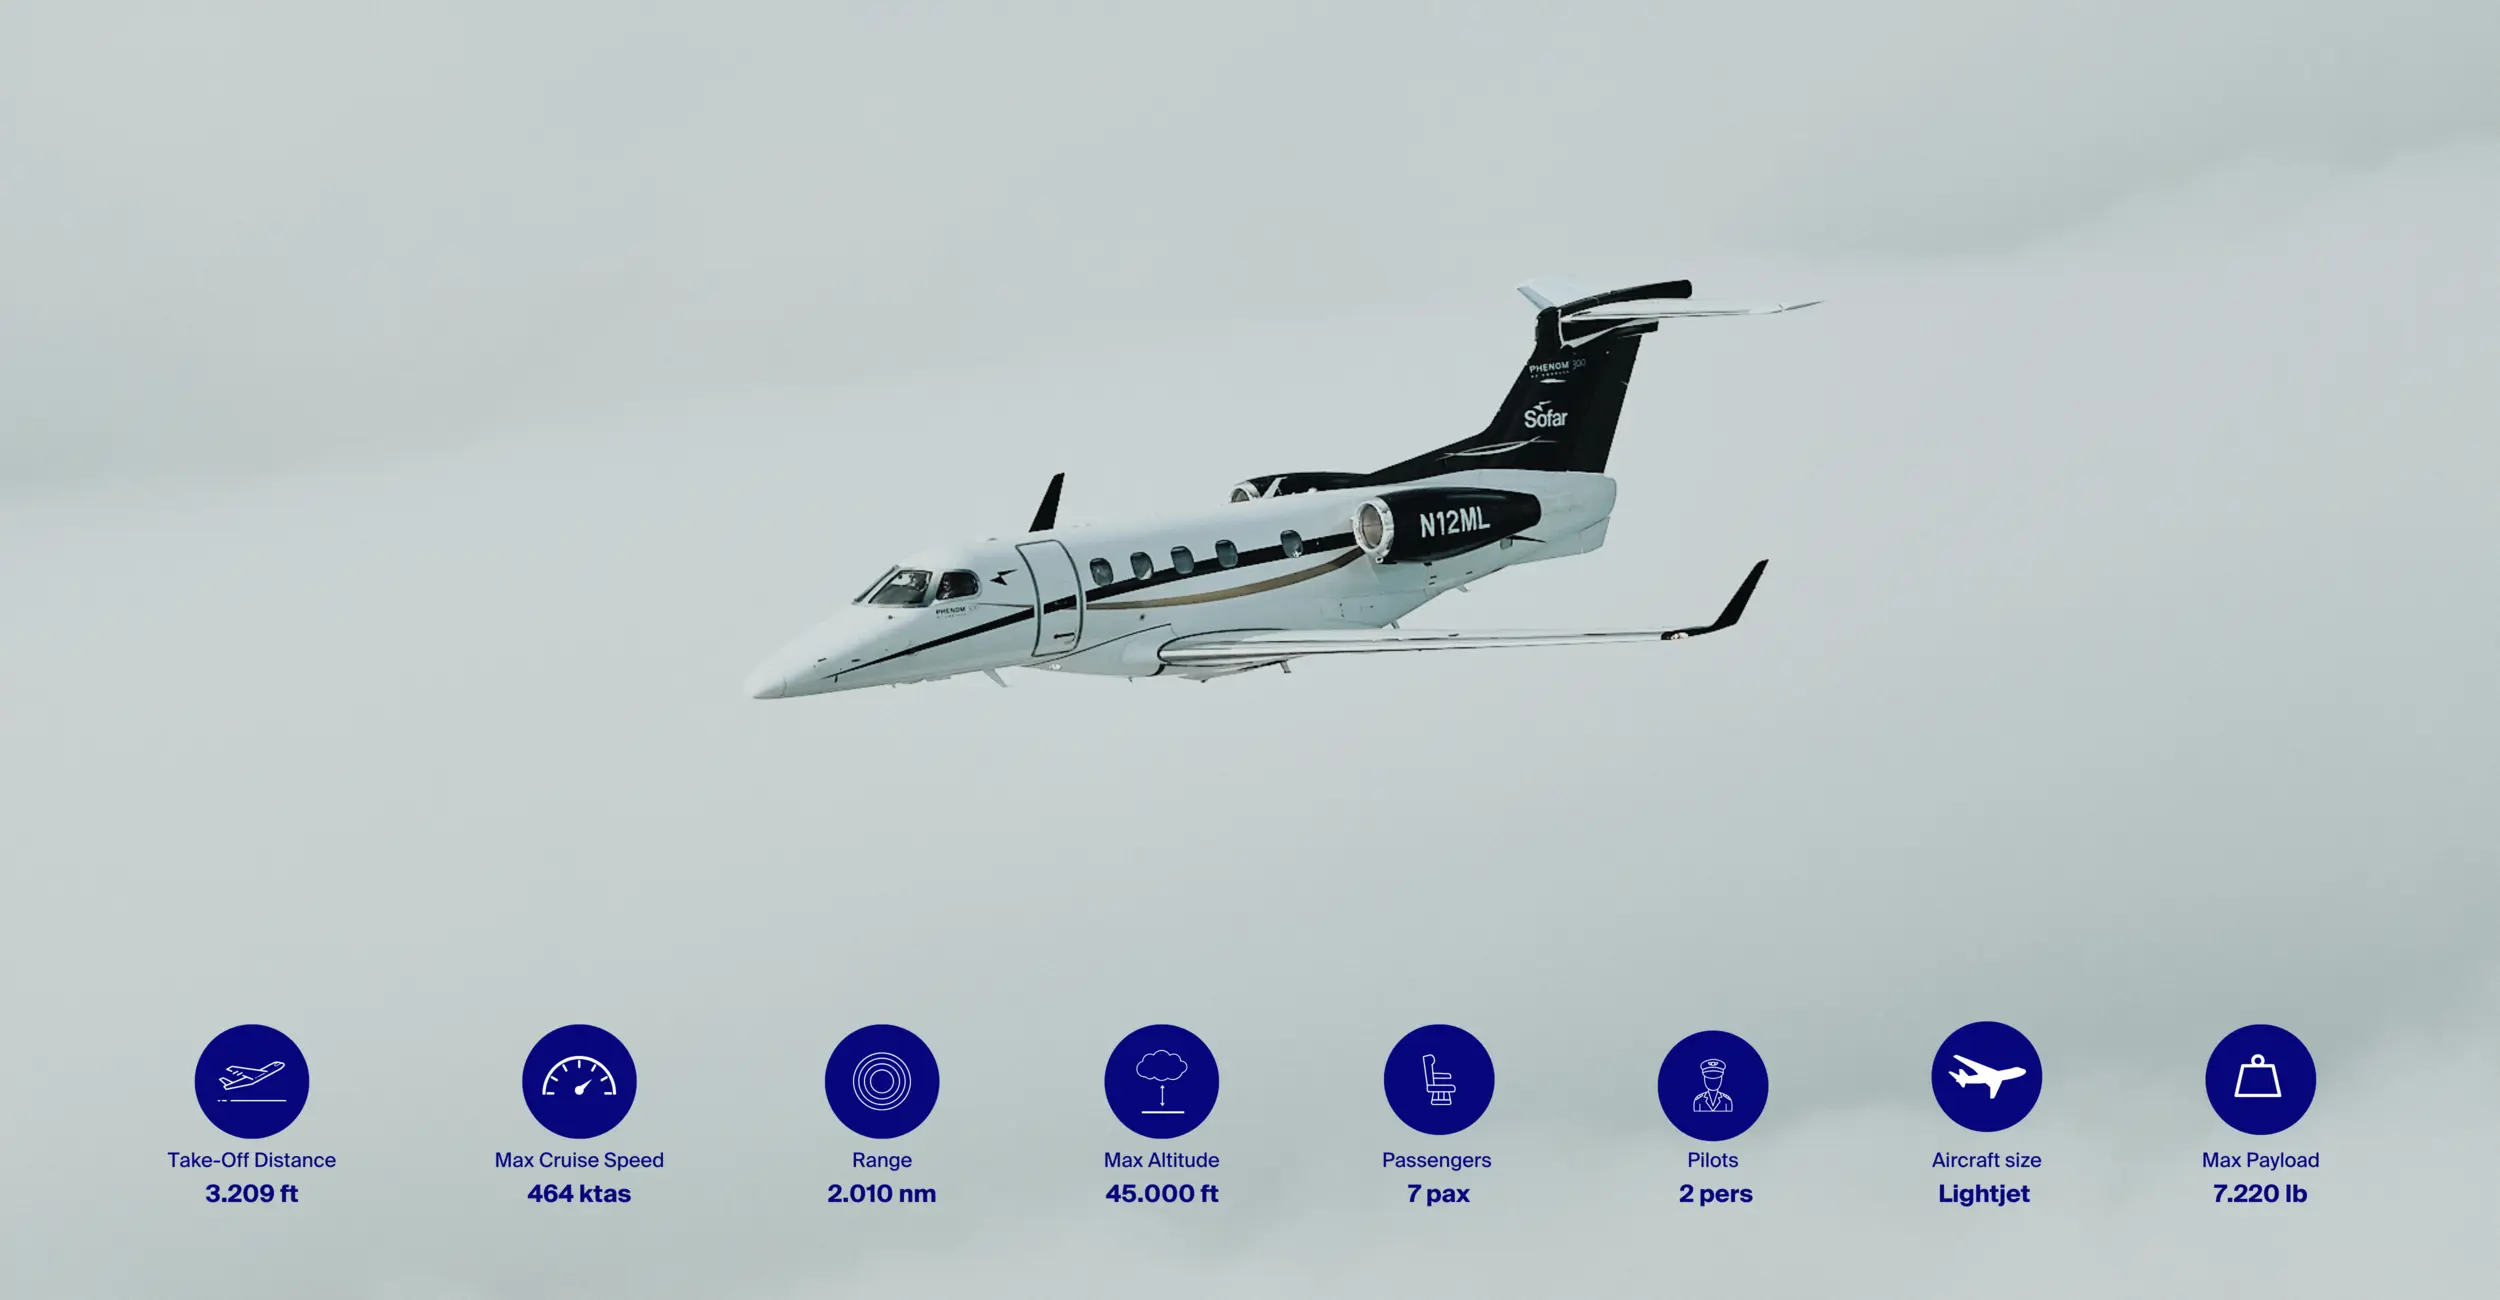 PHENOM 300
Sofar
N12ML
PHENOM
Take-Off Distance
3.209 ft
Max Cruise Speed
464 ktas
Range
2.010 nm
Max Altitude
45.000 ft
Passengers
7 pax
Pilots
2 pers
Aircraft size
Lightjet
Max Payload
7.220 lb